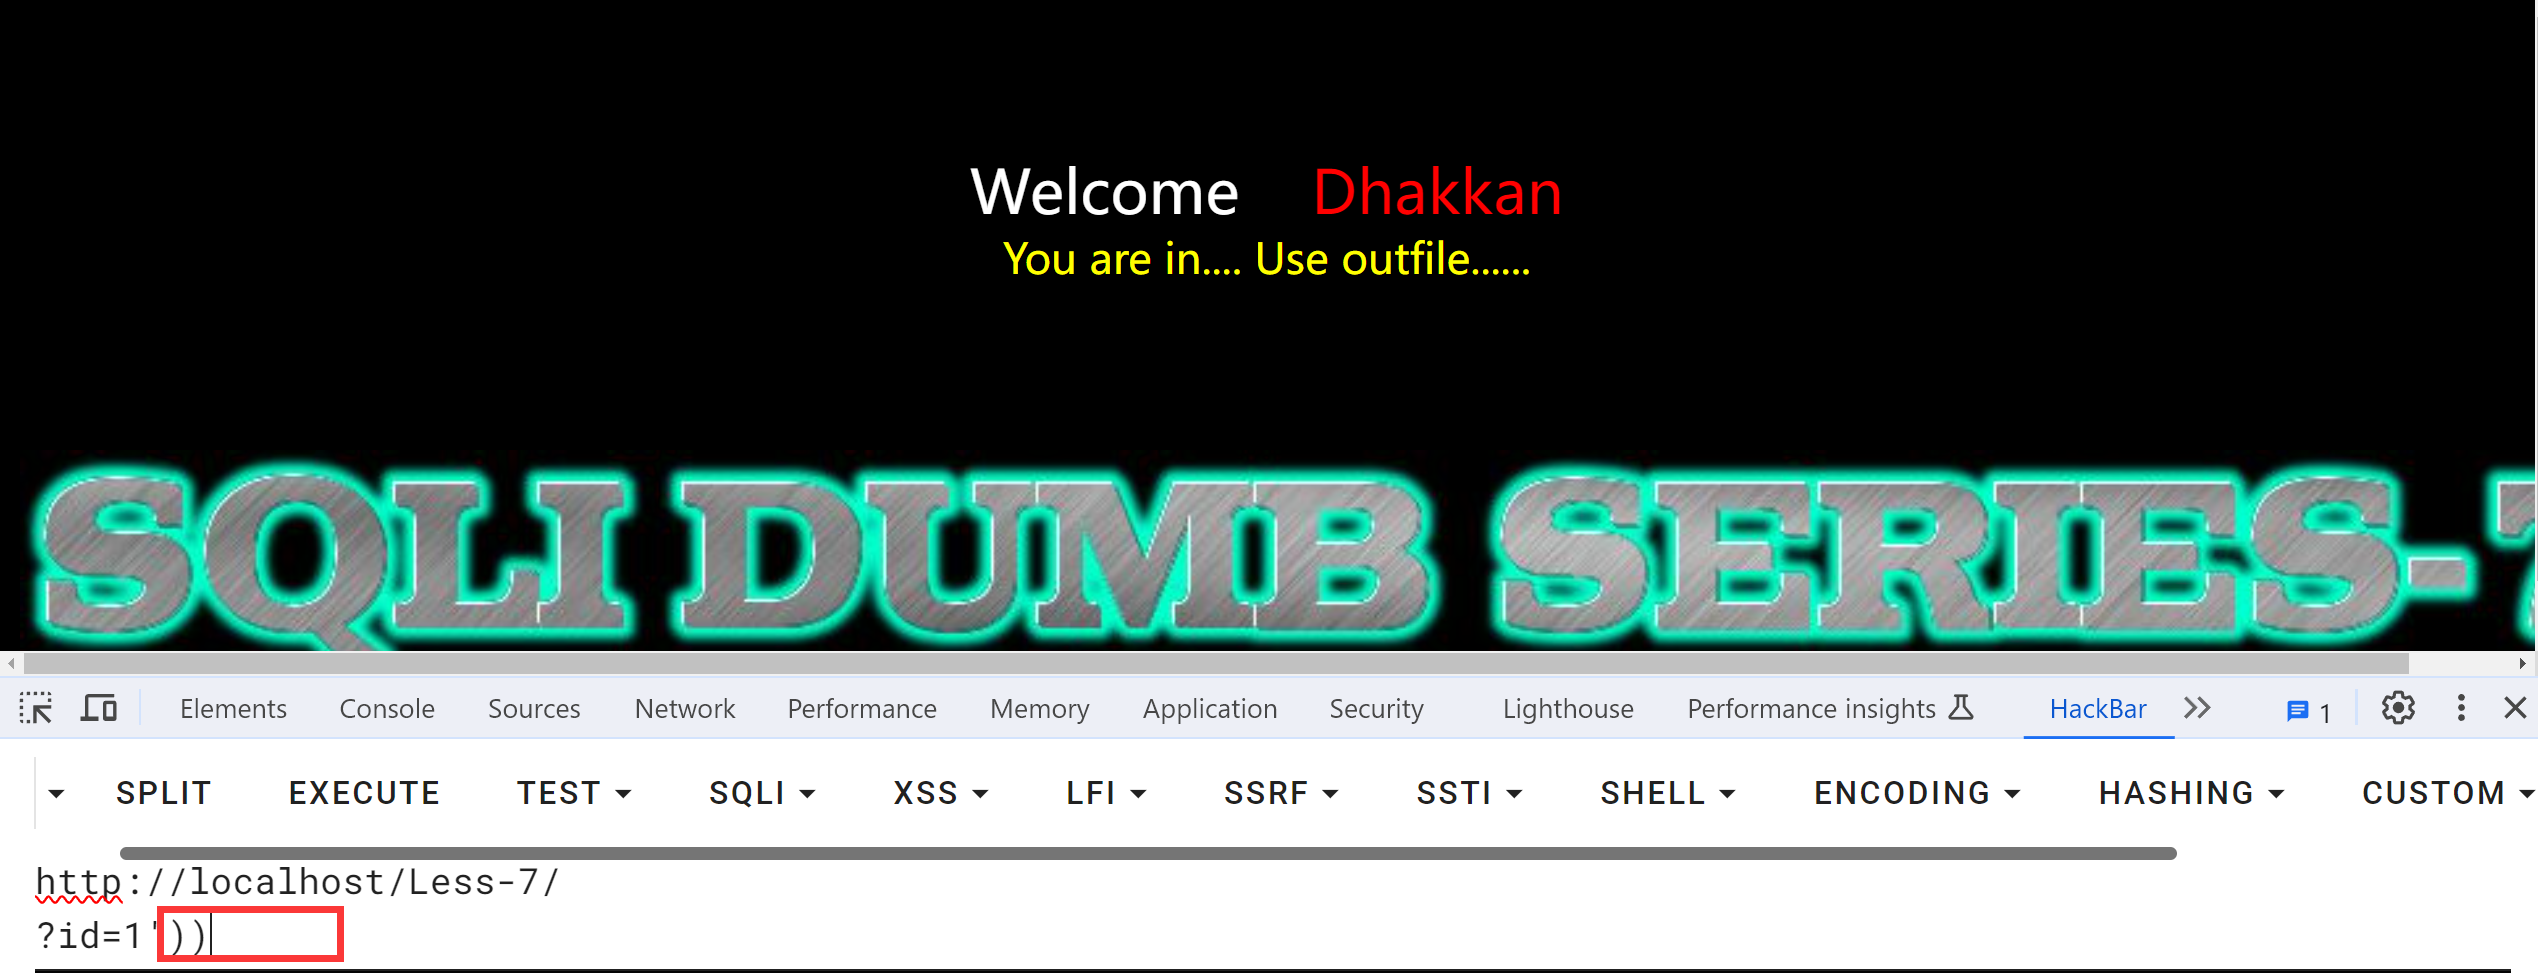 Welcome Dhakkan
You are in.... Use outfile......
SQLI DUMB SERIES-7
Elements Console Sources Network Performance Memory Application Security Lighthouse Performance insights HackBar 1
SPLIT EXECUTE TEST SQLI XSS LFI SSRF SSTI SHELL ENCODING HASHING CUSTOM
http://localhost/Less-7/
?id=1'))